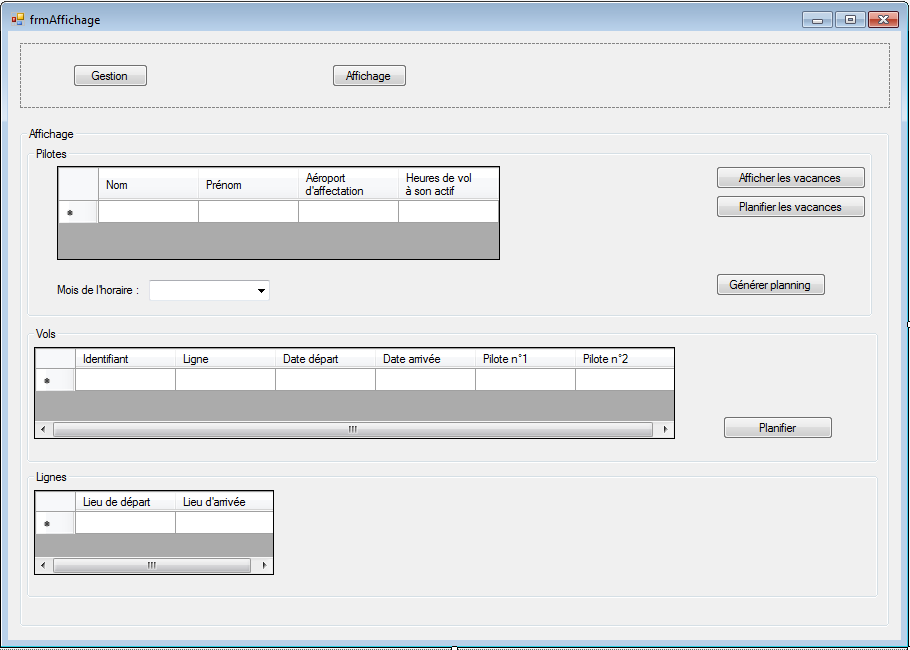 frmAffichage
Gestion
Affichage
Affichage
Pilotes
Nom
Prénom
Aéroport
d'affectation
Heures de vol
à son actif
Afficher les vacances
Planifier les vacances
Mois de l'horaire :
Générer planning
Vols
Identifiant
Ligne
Date départ
Date arrivée
Pilote n°1
Pilote n°2
Planifier
Lignes
Lieu de départ
Lieu d'arrivée